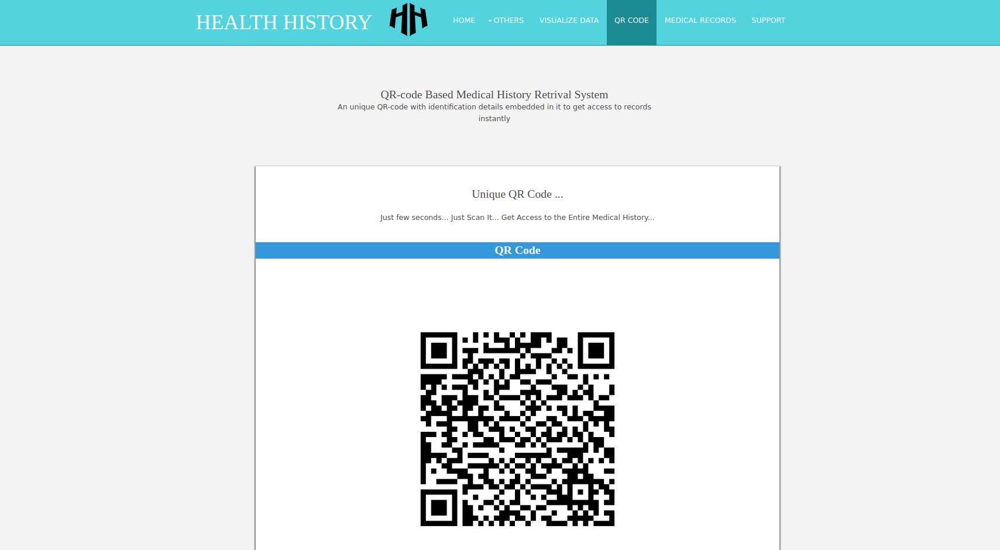 HEALTH HISTORY
HH
HOME OTHERS VISUALIZE DATA QR CODE MEDICAL RECORDS SUPPORT
QR-code Based Medical History Retrival System
An unique QR-code with identification details embedded in it to get access to records
instantly
Unique QR Code ...
Just few seconds... Just Scan It... Get Access to the Entire Medical History...
QR Code